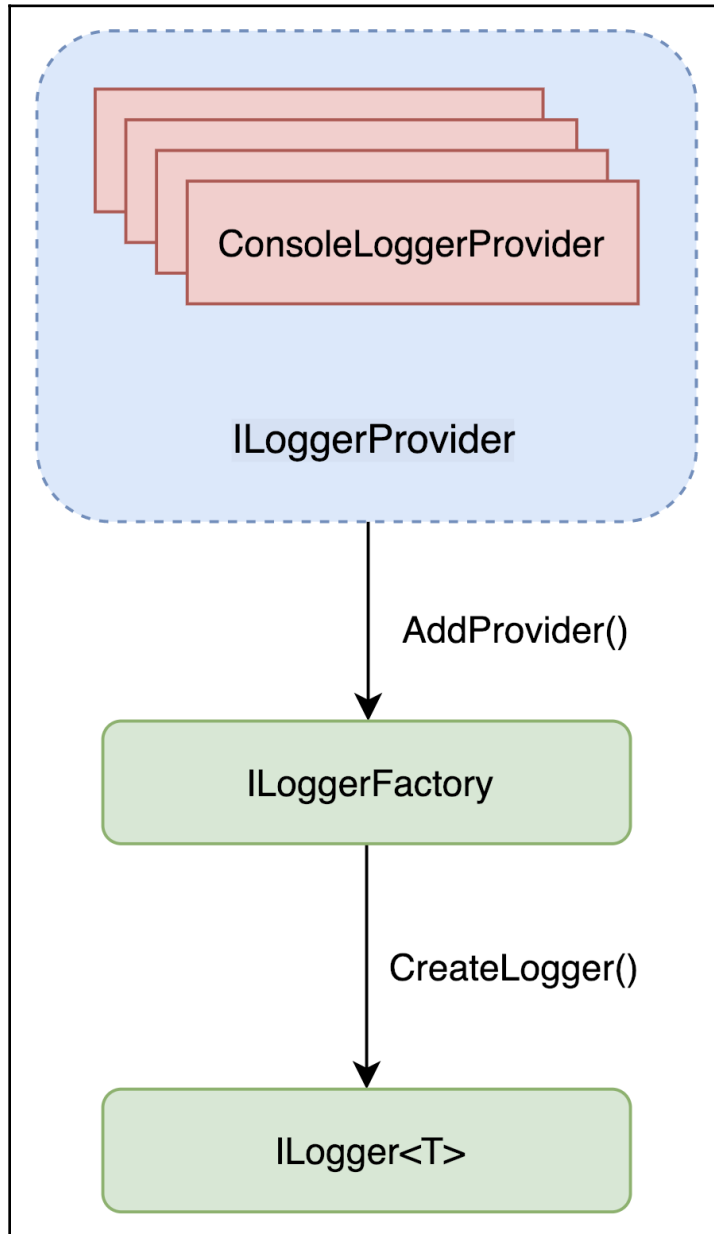 ConsoleLoggerProvider
ILoggerProvider
AddProvider()
ILoggerFactory
CreateLogger()
ILogger<T>